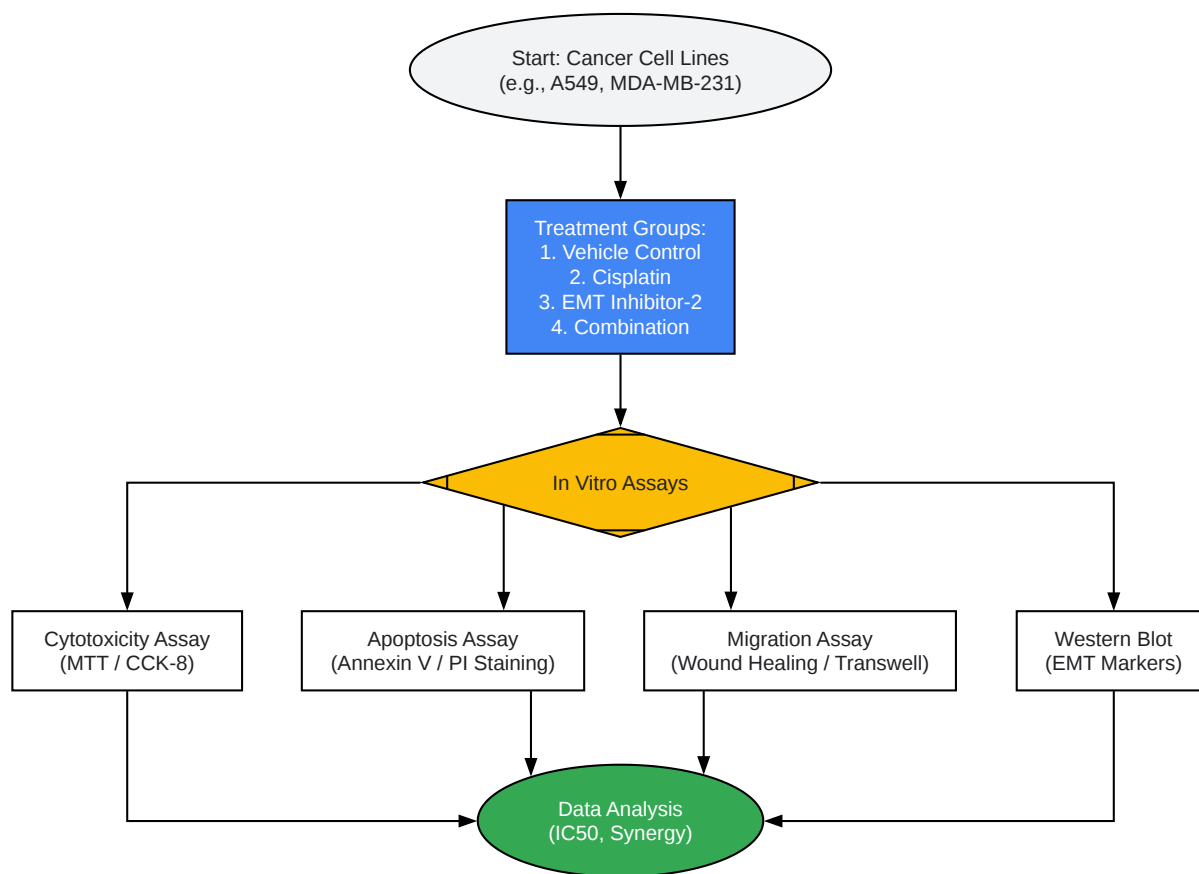 Start: Cancer Cell Lines
(e.g., A549, MDA-MB-231)
Treatment Groups:
1. Vehicle Control
2. Cisplatin
3. EMT Inhibitor-2
4. Combination
In Vitro Assays
Cytotoxicity Assay
(MTT / CCK-8)
Apoptosis Assay
(Annexin V / PI Staining)
Migration Assay
(Wound Healing / Transwell)
Western Blot
(EMT Markers)
Data Analysis
(IC50, Synergy)